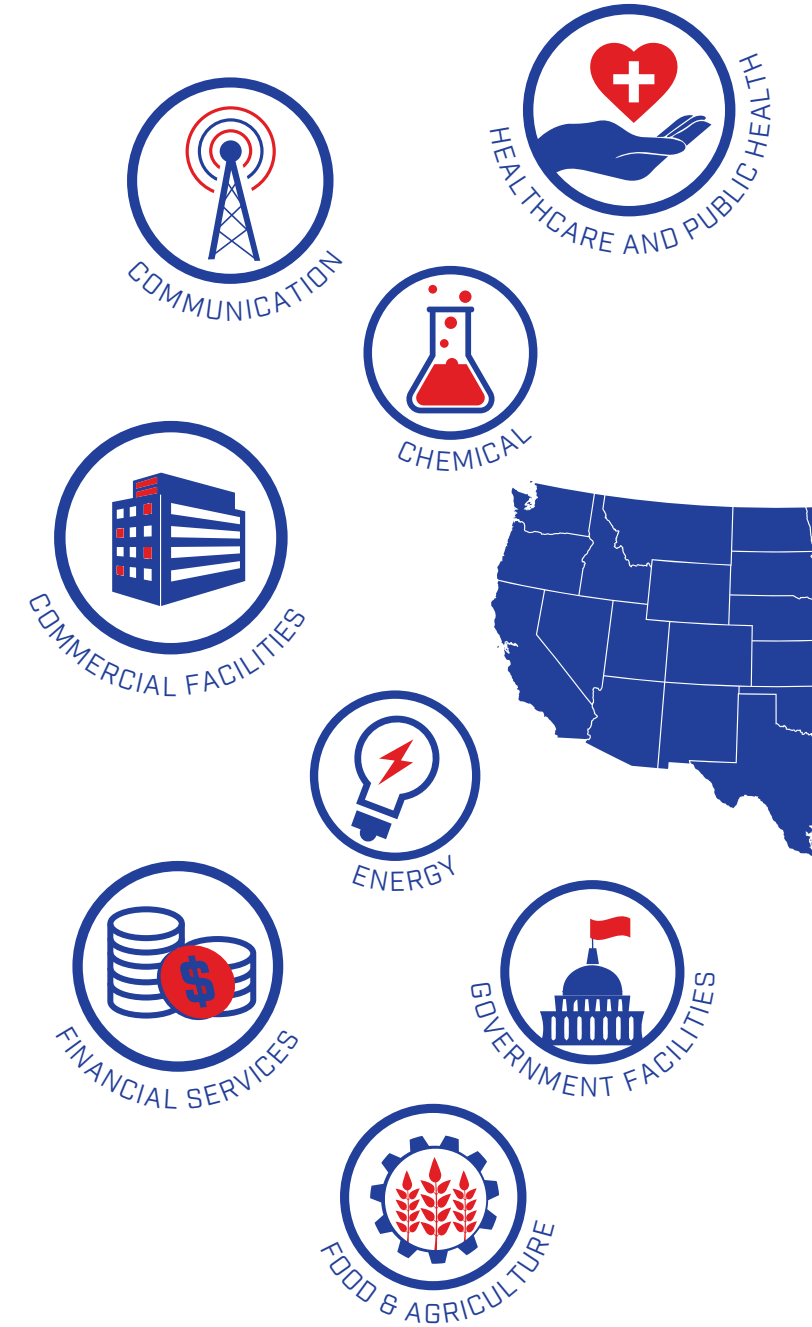 HEALTHCARE AND PUBLIC HEALTH
COMMUNICATION
CHEMICAL
COMMERCIAL FACILITIES
ENERGY
$
FINANCIAL SERVICES
GOVERNMENT FACILITIES
FOOD & AGRICULTURE